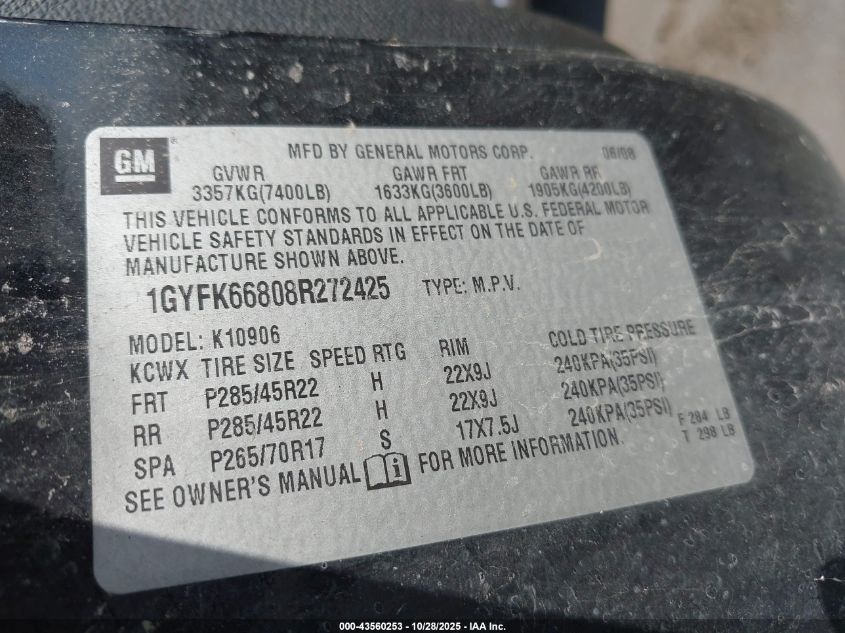 GM
MFD BY GENERAL MOTORS CORP. 06/08
GVWR GAWR FRT GAWR RR
3357KG(7400LB) 1633KG(3600LB) 1905KG(4200LB)
THIS VEHICLE CONFORMS TO ALL APPLICABLE U.S. FEDERAL MOTOR
VEHICLE SAFETY STANDARDS IN EFFECT ON THE DATE OF
MANUFACTURE SHOWN ABOVE.
1GYFK66808R272425 TYPE: M.P.V.
MODEL: K10906
KCWX TIRE SIZE SPEED RTG RIM COLD TIRE PRESSURE
FRT P285/45R22 H 22X9J 240KPA(35PSI)
RR P285/45R22 H 22X9J 240KPA(35PSI)
SPA P265/70R17 S 17X7.5J 240KPA(35PSI) F 284 LB
T 298 LB
SEE OWNER'S MANUAL FOR MORE INFORMATION.
000-43560253 - 10/28/2025 - IAA Inc.